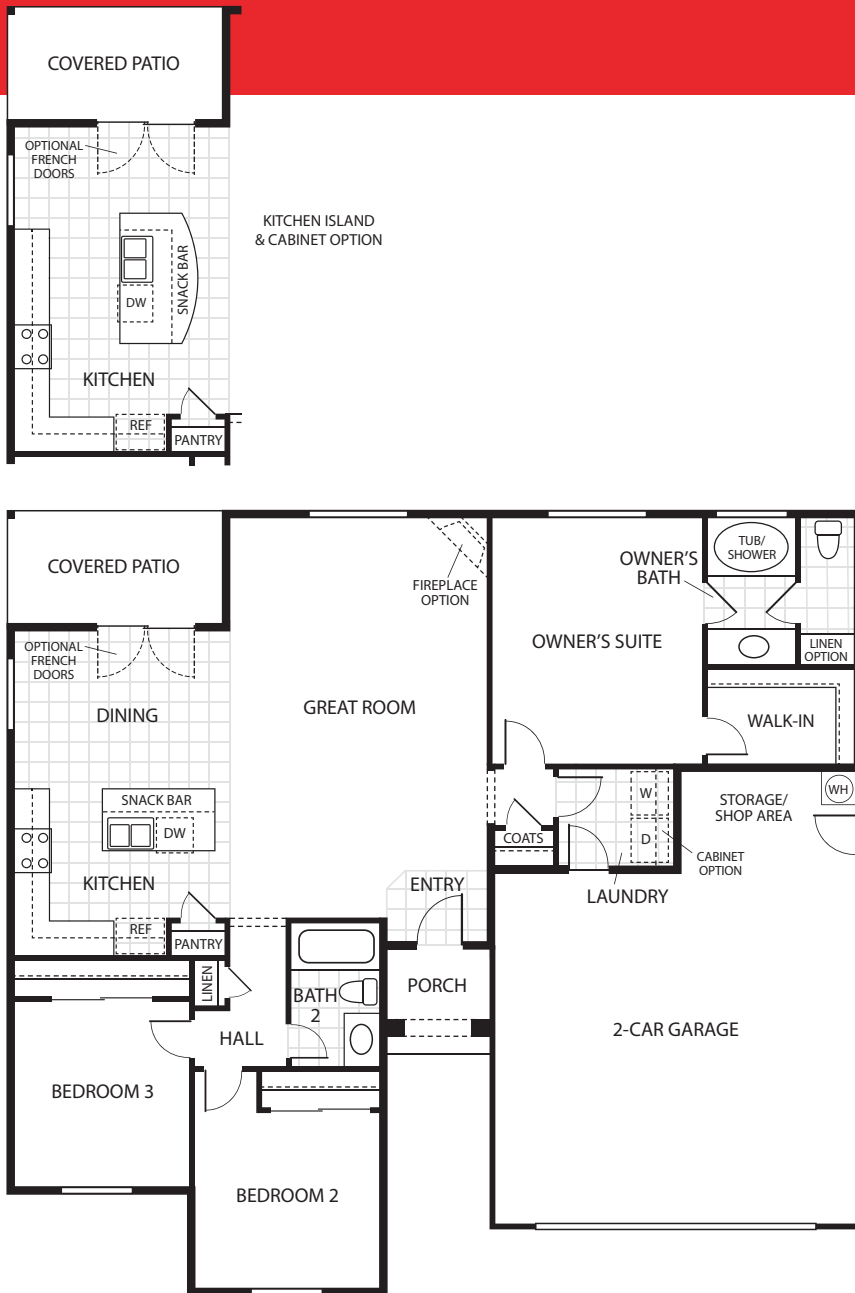 COVERED PATIO
OPTIONAL
FRENCH
DOORS
KITCHEN ISLAND
& CABINET OPTION
SNACK BAR
DW
KITCHEN
REF
PANTRY
COVERED PATIO
FIREPLACE
OPTION
OWNER'S
BATH
TUB/
SHOWER
OPTIONAL
FRENCH
DOORS
OWNER'S SUITE
LINEN
OPTION
DINING
GREAT ROOM
WALK-IN
SNACK BAR
DW
W
D
STORAGE/
SHOP AREA
WH
COATS
CABINET
OPTION
KITCHEN
ENTRY
LAUNDRY
REF
PANTRY
LINEN
BATH
2
PORCH
HALL
2-CAR GARAGE
BEDROOM 3
BEDROOM 2